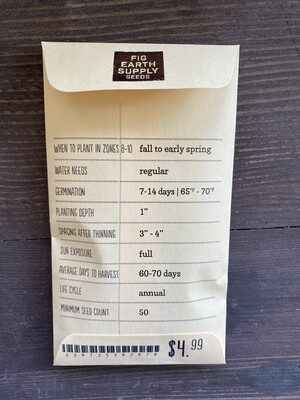 FIG
EARTH
SUPPLY
SEEDS
WHEN TO PLANT IN ZONES 8-10 fall to early spring
WATER NEEDS regular
GERMINATION 7-14 days | 65°F - 70°F
PLANTING DEPTH 1"
SPACING AFTER THINNING 3" - 4"
SUN EXPOSURE full
AVERAGE DAYS TO HARVEST 60-70 days
LIFE CYCLE annual
MINIMUM SEED COUNT 50
$4.99